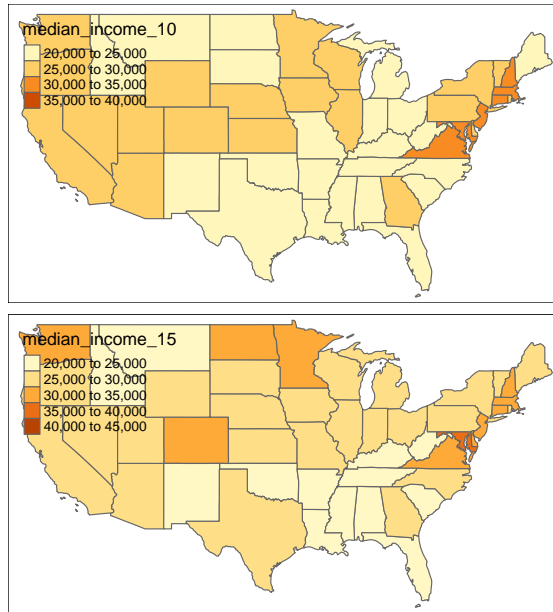 median_income_10
20,000 to 25,000
25,000 to 30,000
30,000 to 35,000
35,000 to 40,000
median_income_15
20,000 to 25,000
25,000 to 30,000
30,000 to 35,000
35,000 to 40,000
40,000 to 45,000